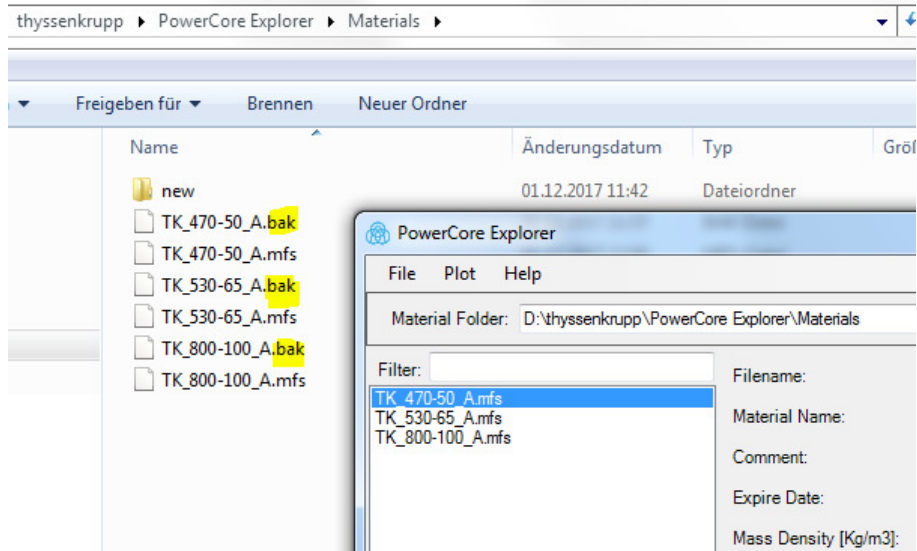 thyssenkrupp ▸ PowerCore Explorer ▸ Materials ▸
Freigeben für Brennen Neuer Ordner
Name Änderungsdatum Typ
new 01.12.2017 11:42 Dateiordner
TK_470-50_A.bak
TK_470-50_A.mfs
TK_530-65_A.bak
TK_530-65_A.mfs
TK_800-100_A.bak
TK_800-100_A.mfs
PowerCore Explorer
File Plot Help
Material Folder: D:\thyssenkrupp\PowerCore Explorer\Materials
Filter:
TK_470-50_A.mfs
TK_530-65_A.mfs
TK_800-100_A.mfs
Filename:
Material Name:
Comment:
Expire Date:
Mass Density [Kg/m3]: